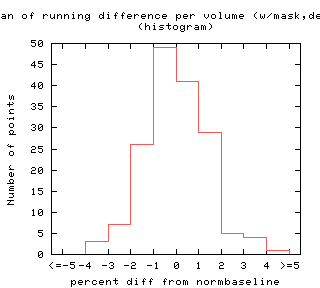 an of running difference per volume (w/mask,de
(histogram)
50
45
40
35
30
25
20
15
10
5
0
Number of points
<=-5 -4 -3 -2 -1 0 1 2 3 4 >=5
percent diff from normbaseline